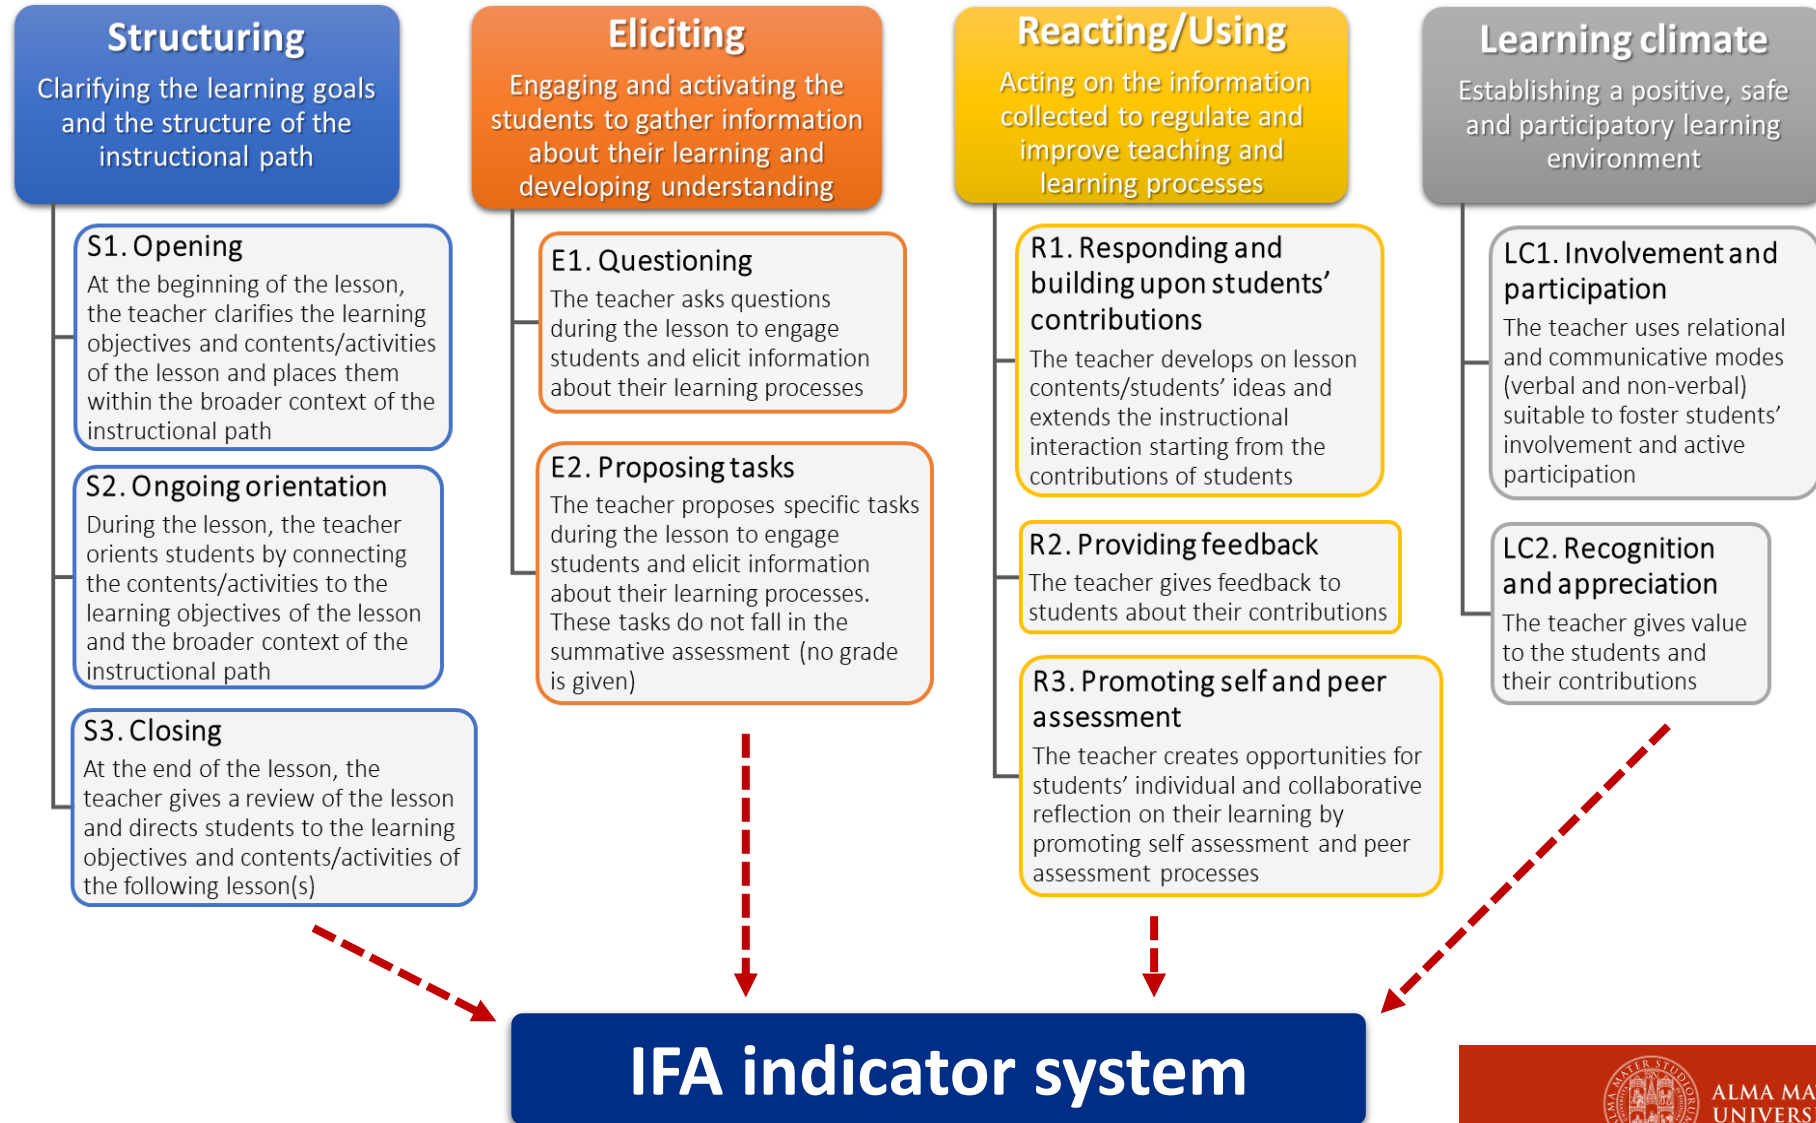 Structuring
Clarifying the learning goals
and the structure of the
instructional path
S1. Opening
At the beginning of the lesson,
the teacher clarifies the learning
objectives and contents/activities
of the lesson and places them
within the broader context of the
instructional path
S2. Ongoing orientation
During the lesson, the teacher
orients students by connecting
the contents/activities to the
learning objectives of the lesson
and the broader context of the
instructional path
S3. Closing
At the end of the lesson, the
teacher gives a review of the lesson
and directs students to the learning
objectives and contents/activities of
the following lesson(s)
Eliciting
Engaging and activating the
students to gather information
about their learning and
developing understanding
E1. Questioning
The teacher asks questions
during the lesson to engage
students and elicit information
about their learning processes
E2. Proposing tasks
The teacher proposes specific tasks
during the lesson to engage
students and elicit information
about their learning processes.
These tasks do not fall in the
summative assessment (no grade
is given)
Reacting/Using
Acting on the information
collected to regulate and
improve teaching and
learning processes
R1. Responding and
building upon students’
contributions
The teacher develops on lesson
contents/students’ ideas and
extends the instructional
interaction starting from the
contributions of students
R2. Providing feedback
The teacher gives feedback to
students about their contributions
R3. Promoting self and peer
assessment
The teacher creates opportunities for
students’ individual and collaborative
reflection on their learning by
promoting self assessment and peer
assessment processes
Learning climate
Establishing a positive, safe
and participatory learning
environment
LC1. Involvement and
participation
The teacher uses relational
and communicative modes
(verbal and non-verbal)
suitable to foster students’
involvement and active
participation
LC2. Recognition
and appreciation
The teacher gives value
to the students and
their contributions
IFA indicator system
ALMA MA
UNIVERS